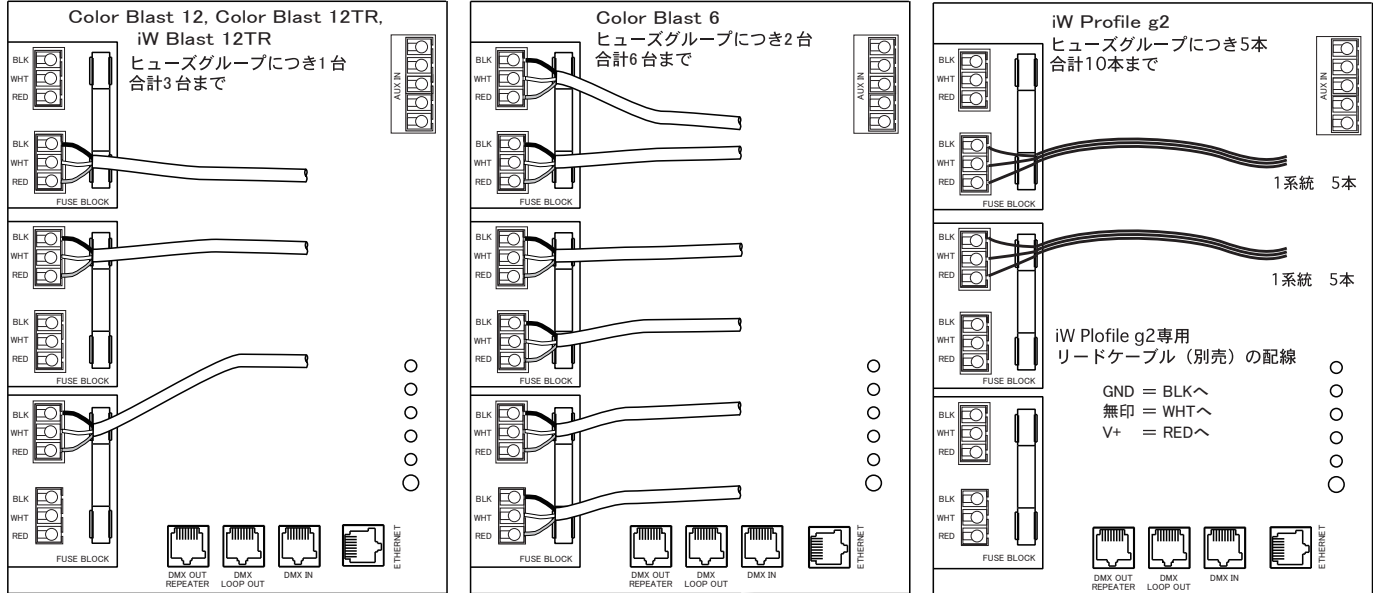 Color Blast 12, Color Blast 12TR,
iW Blast 12TR
ヒューズグループにつき1台
合計3台まで
AUX IN
BLK
WHT
RED
BLK
WHT
RED
FUSE BLOCK
BLK
WHT
RED
BLK
WHT
RED
FUSE BLOCK
BLK
WHT
RED
BLK
WHT
RED
FUSE BLOCK
DMX OUT
REPEATER
DMX
LOOP OUT
DMX IN
ETHERNET
Color Blast 6
ヒューズグループにつき2台
合計6台まで
AUX IN
BLK
WHT
RED
BLK
WHT
RED
FUSE BLOCK
BLK
WHT
RED
BLK
WHT
RED
FUSE BLOCK
BLK
WHT
RED
BLK
WHT
RED
FUSE BLOCK
DMX OUT
REPEATER
DMX
LOOP OUT
DMX IN
ETHERNET
iW Profile g2
ヒューズグループにつき5本
合計10本まで
AUX IN
BLK
WHT
RED
BLK
WHT
RED
FUSE BLOCK
1系統 5本
BLK
WHT
RED
BLK
WHT
RED
FUSE BLOCK
1系統 5本
iW Plofile g2専用
リードケーブル（別売）の配線
GND = BLKへ
無印 = WHTへ
V+ = REDへ
BLK
WHT
RED
BLK
WHT
RED
FUSE BLOCK
DMX OUT
REPEATER
DMX
LOOP OUT
DMX IN
ETHERNET